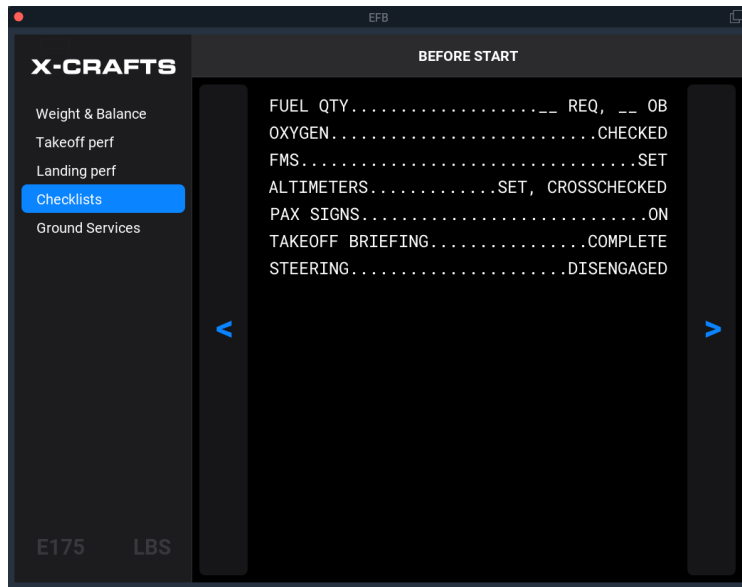 EFB
X-CRAFTS
BEFORE START
Weight & Balance
Takeoff perf
Landing perf
Checklists
Ground Services
FUEL QTY...................__ REQ, __ OB
OXYGEN...........................CHECKED
FMS..................................SET
ALTIMETERS.............SET, CROSSCHECKED
PAX SIGNS.............................ON
TAKEOFF BRIEFING................COMPLETE
STEERING......................DISENGAGED
<
>
E175 LBS